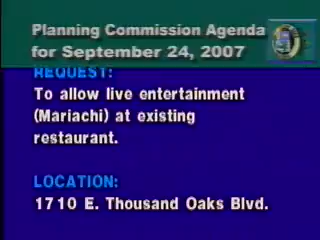 Planning Commission Agenda
for September 24, 2007
REQUEST:
To allow live entertainment
(Mariachi) at existing
restaurant.
LOCATION:
1710 E. Thousand Oaks Blvd.